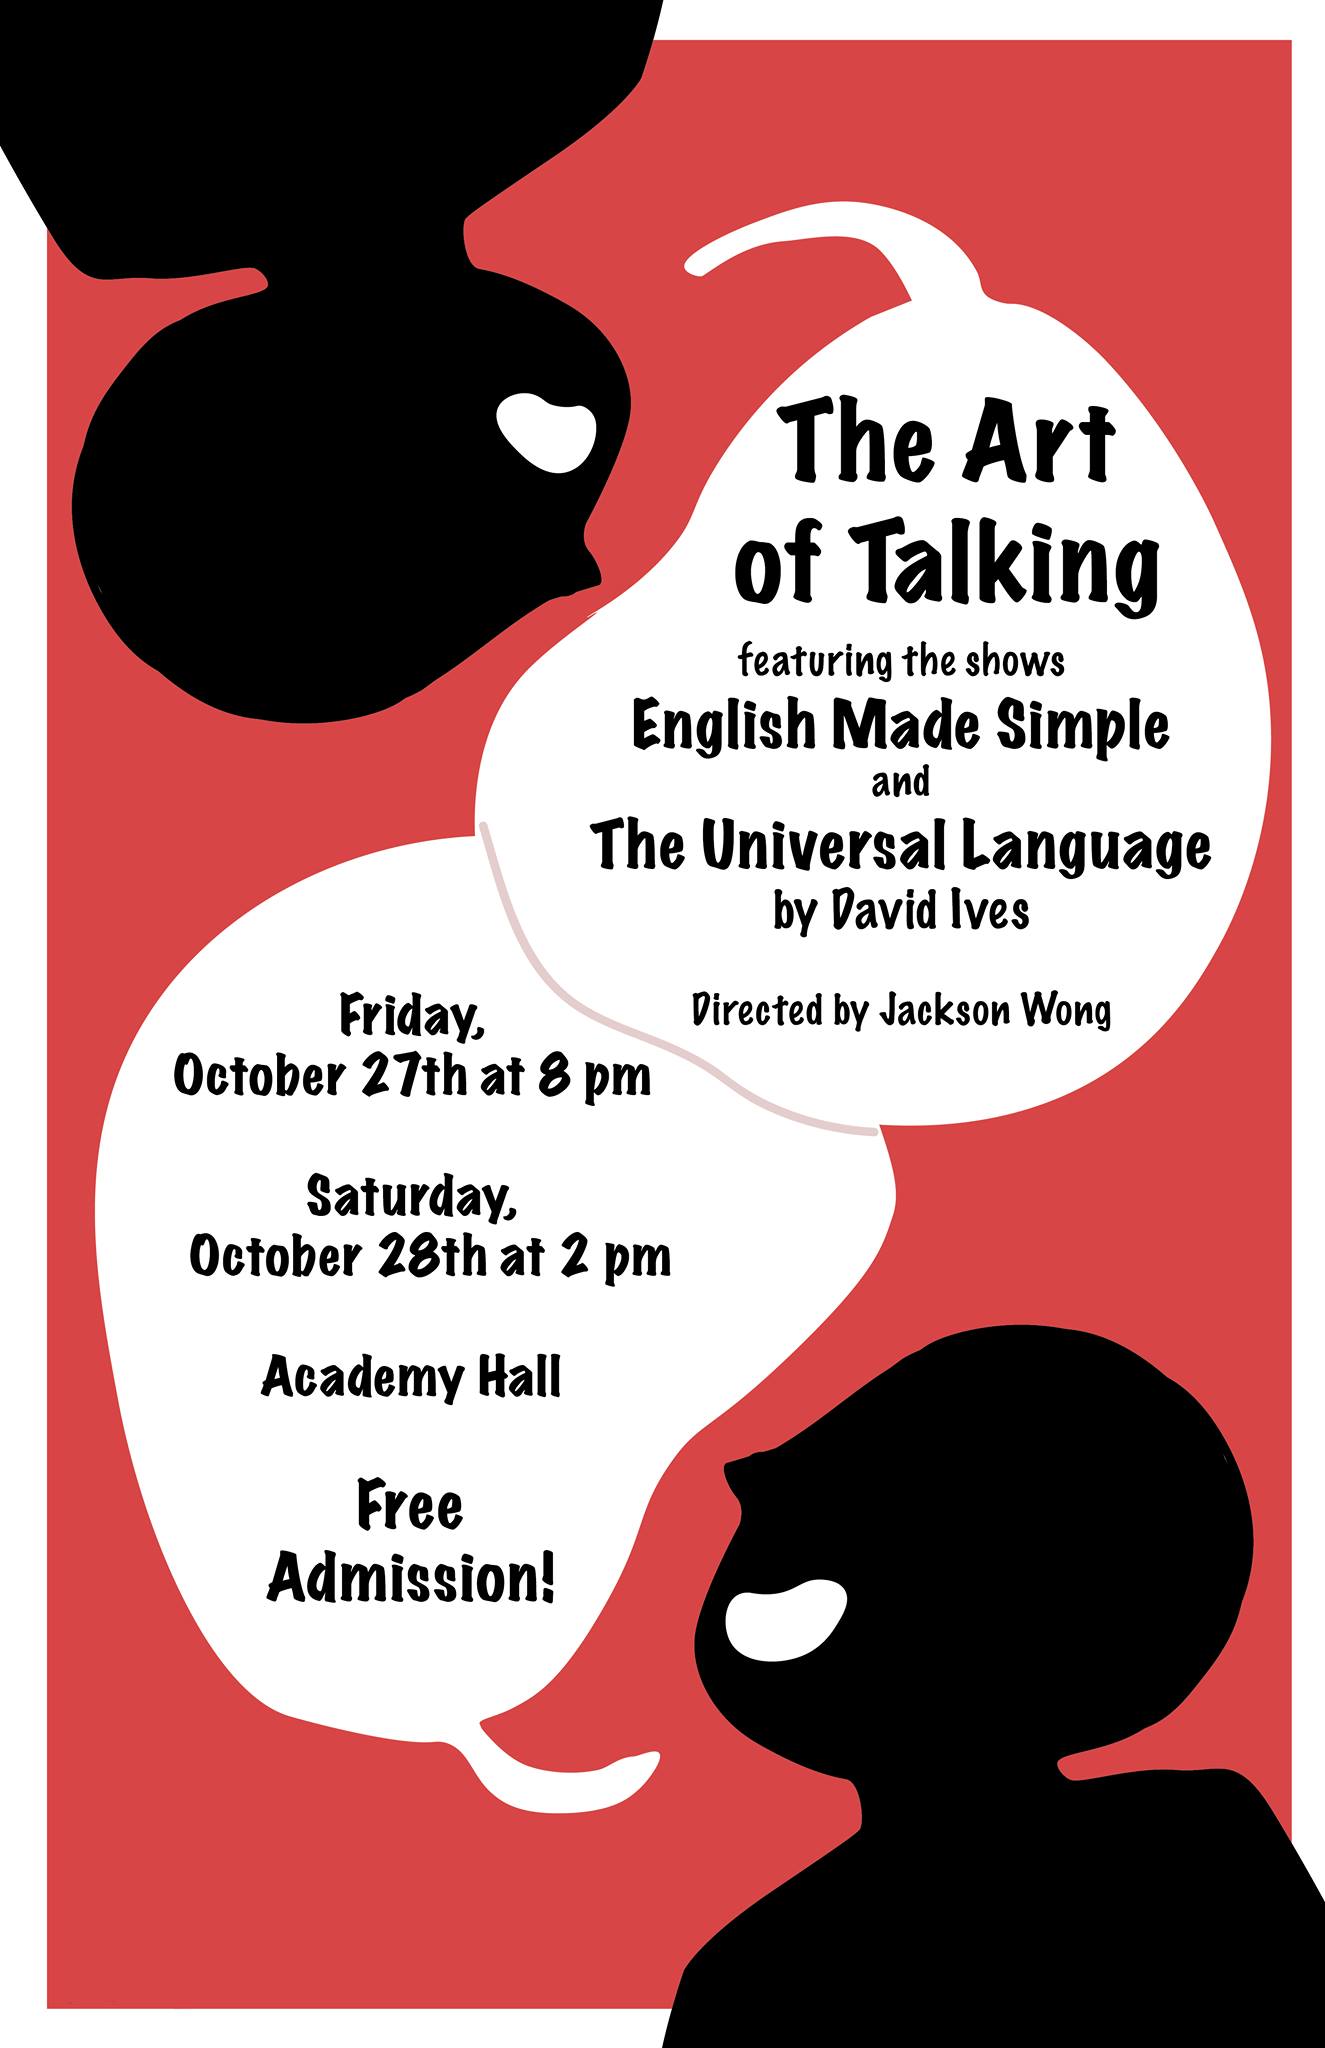 The Art
of Talking
featuring the shows
English Made Simple
and
The Universal Language
by David Ives
Directed by Jackson Wong
Friday,
October 27th at 8 pm
Saturday,
October 28th at 2 pm
Academy Hall
Free
Admission!